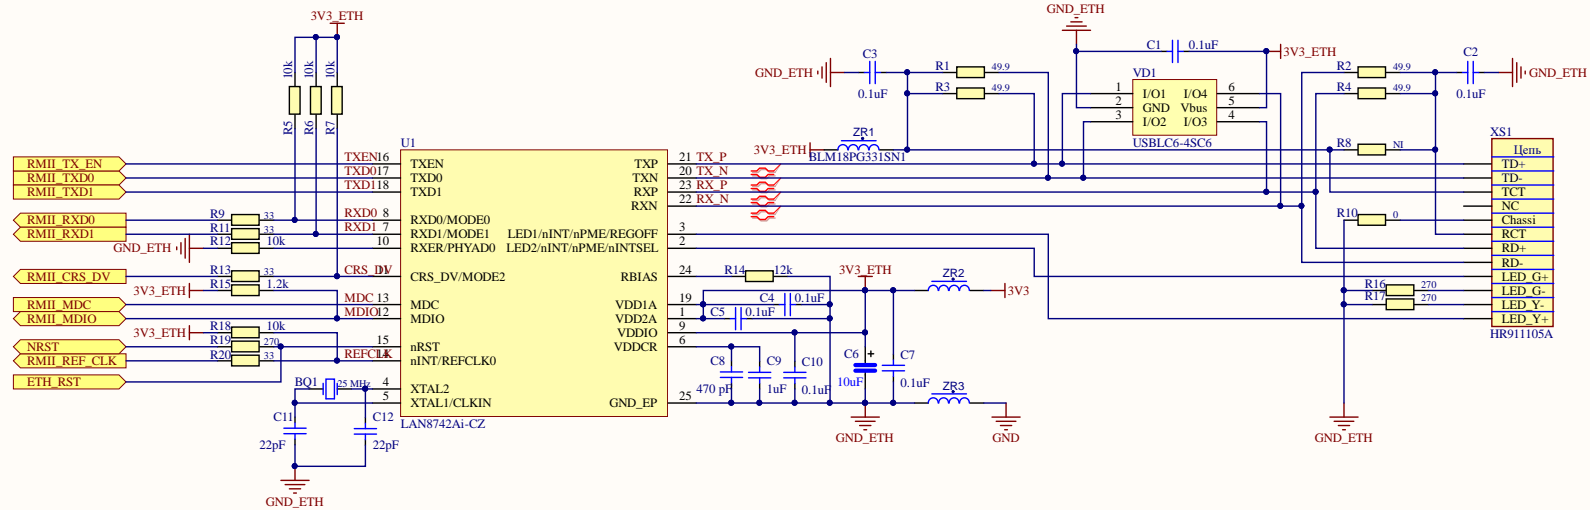 GND_ETH
3V3_ETH
C3
0.1uF
GND_ETH
C1
0.1uF
3V3_ETH
C2
0.1uF
GND_ETH
R1
49.9
R3
49.9
R2
49.9
R4
49.9
VD1
1 I/O1 I/O4 6
2 GND Vbus 5
3 I/O2 I/O3 4
USBLC6-4SC6
10k
10k
10k
R5
R6
R7
ZR1
3V3_ETH
BLM18PG331SN1
R8
NI
XS1
Цепь
TD+
TD-
TCT
NC
Chassi
RCT
RD+
RD-
LED_G+
LED_G-
LED_Y-
LED_Y+
HR911105A
R10
0
R16
270
R17
270
GND_ETH
U1
RMII_TX_EN
TXEN 16 TXEN
RMII_TXD0
TXD0 17 TXD0
RMII_TXD1
TXD1 18 TXD1
RMII_RXD0
R9
33
RXD0 8 RXD0/MODE0
RMII_RXD1
R11
33
RXD1 7 RXD1/MODE1
GND_ETH
R12
10k
10 RXER/PHYAD0
RMII_CRS_DV
R13
33
CRS_DV 11 CRS_DV/MODE2
3V3_ETH
R15
1.2k
RMII_MDC
MDC 13 MDC
RMII_MDIO
MDIO 12 MDIO
3V3_ETH
R18
10k
NRST
R19
270
15 nRST
RMII_REF_CLK
R20
33
REFCLK 14 nINT/REFCLK0
ETH_RST
BQ1
25 MHz
4 XTAL2
5 XTAL1/CLKIN
C11
22pF
C12
22pF
GND_ETH
LAN8742Ai-CZ
TXP 21 TX_P
TXN 20 TX_N
RXP 23 RX_P
RXN 22 RX_N
LED1/nINT/nPME/REGOFF 3
LED2/nINT/nPME/nINTSEL 2
RBIAS 24
R14
12k
VDD1A 19
VDD2A 1
VDDIO 9
VDDCR 6
GND_EP 25
C4
0.1uF
C5
0.1uF
3V3_ETH
ZR2
3V3
C8
470 pF
C9
1uF
C10
0.1uF
C6
+
10uF
C7
0.1uF
ZR3
GND_ETH
GND